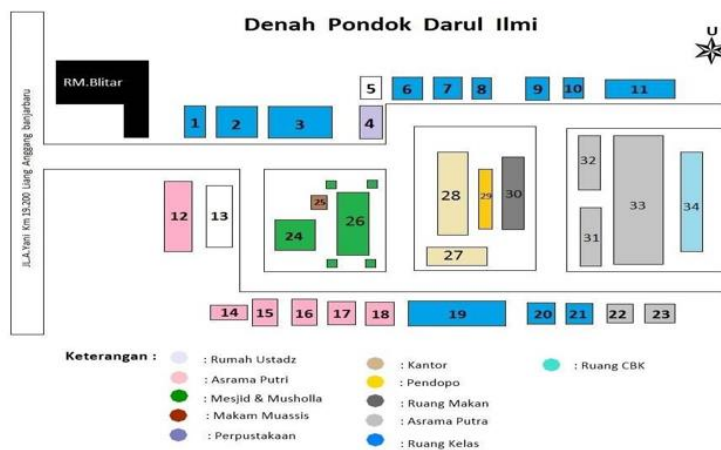 Denah Pondok Darul Ilmi
U
RM.Blitar
JL.A.Yani Km 19.200 Liang Anggang banjarbaru
5 6 7 8 9 10 11
1 2 3 4
12 13
24 25 26
27 28 29 30
31 32 33 34
14 15 16 17 18 19 20 21 22 23
Keterangan :
: Rumah Ustadz
: Asrama Putri
: Mesjid & Musholla
: Makam Muassis
: Perpustakaan
: Kantor
: Pendopo
: Ruang Makan
: Asrama Putra
: Ruang Kelas
: Ruang CBK